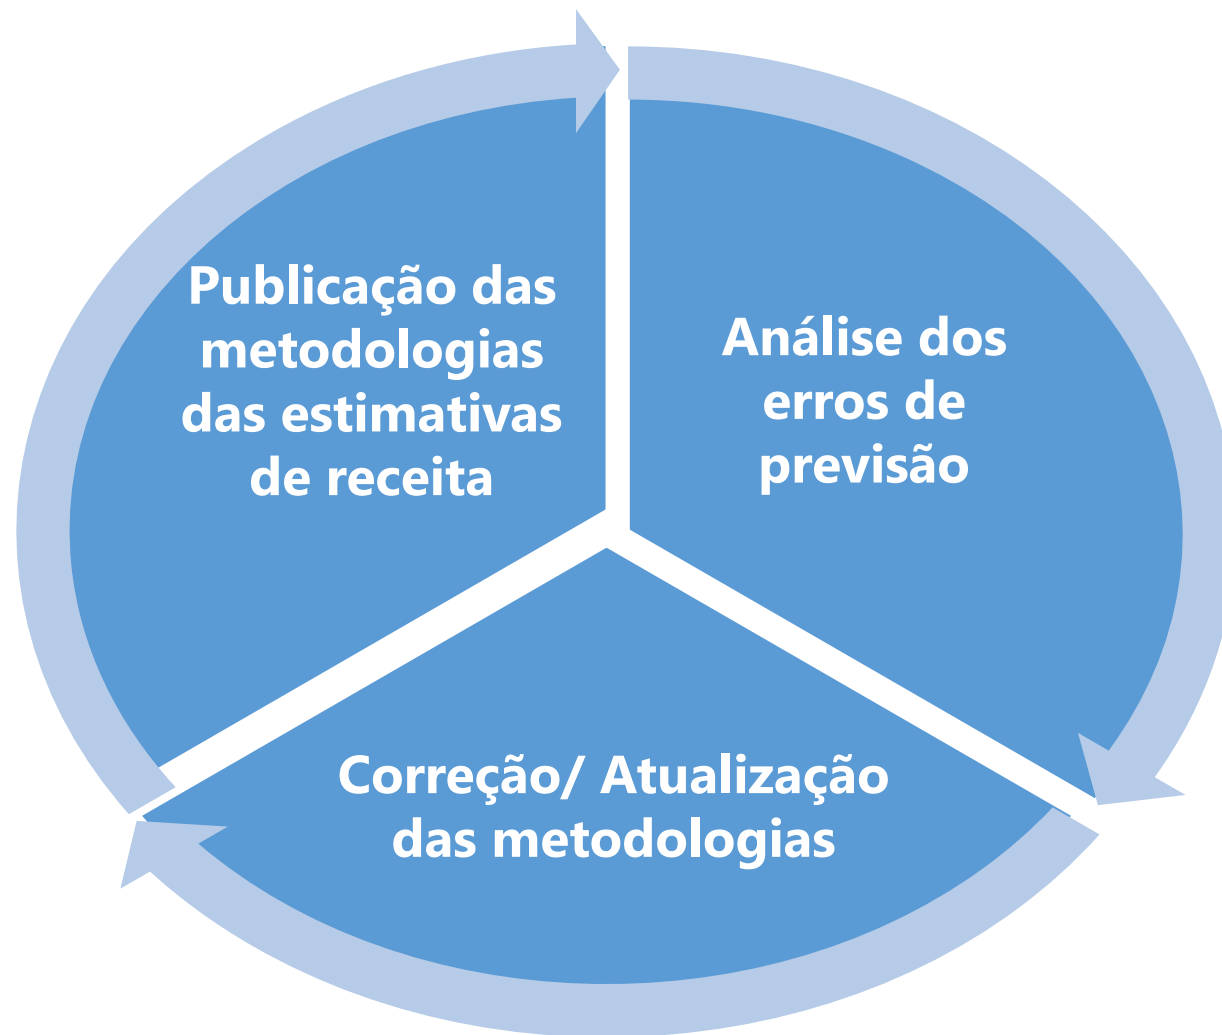 Publicação das
metodologias
das estimativas
de receita
Análise dos
erros de
previsão
Correção/ Atualização
das metodologias